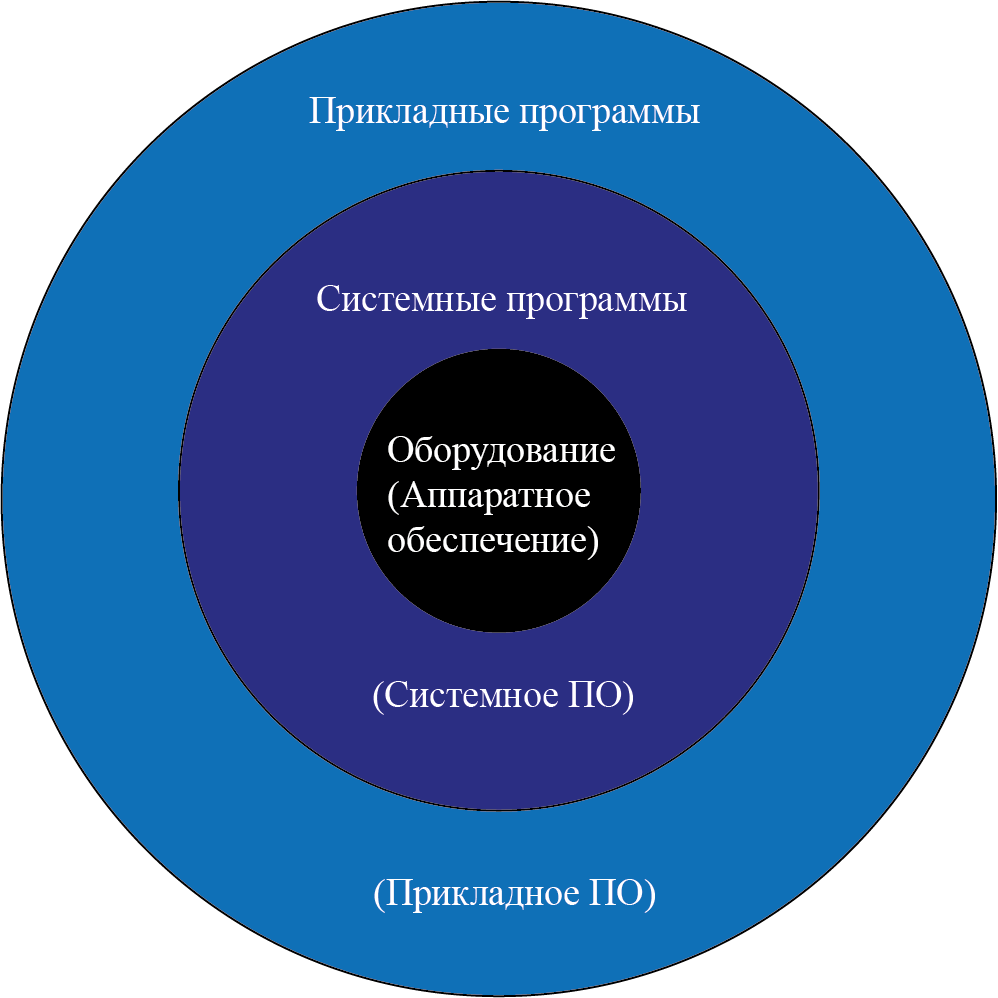 Прикладные программы
Системные программы
Оборудование
(Аппаратное
обеспечение)
(Системное ПО)
(Прикладное ПО)